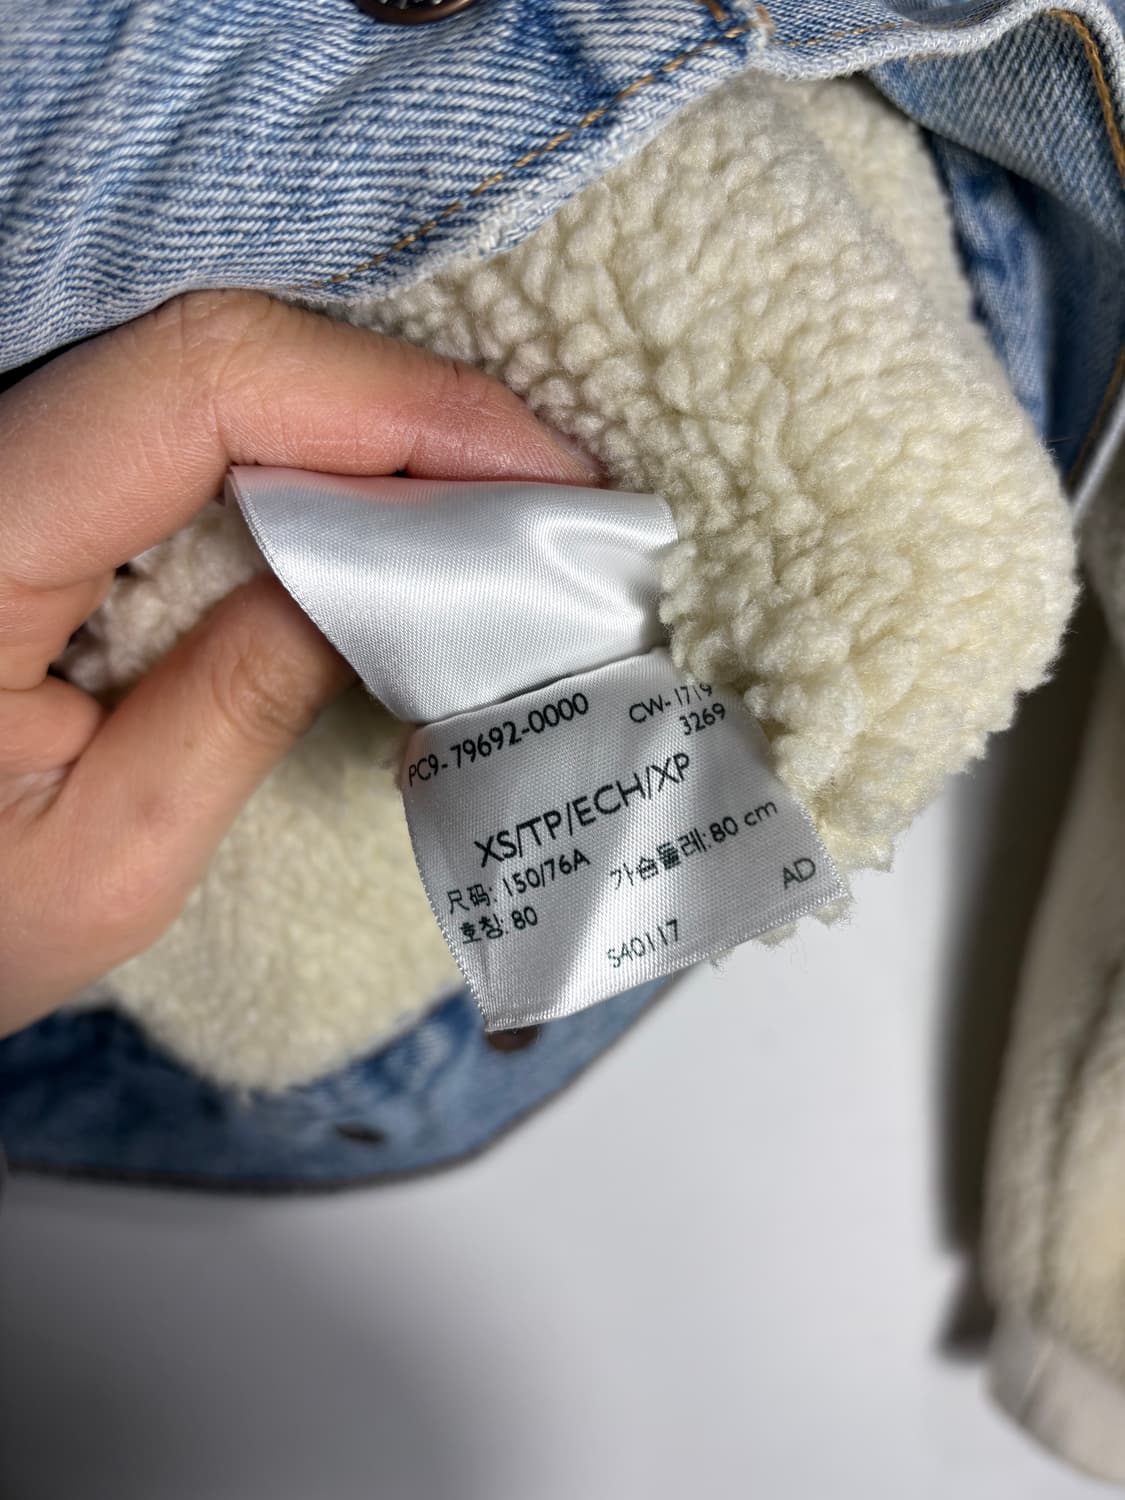 PC9-79692-0000
CW-1719
3269
XS/TP/ECH/XP
尺码: 150/76A
가슴둘레: 80 cm
호칭: 80
AD
S40117